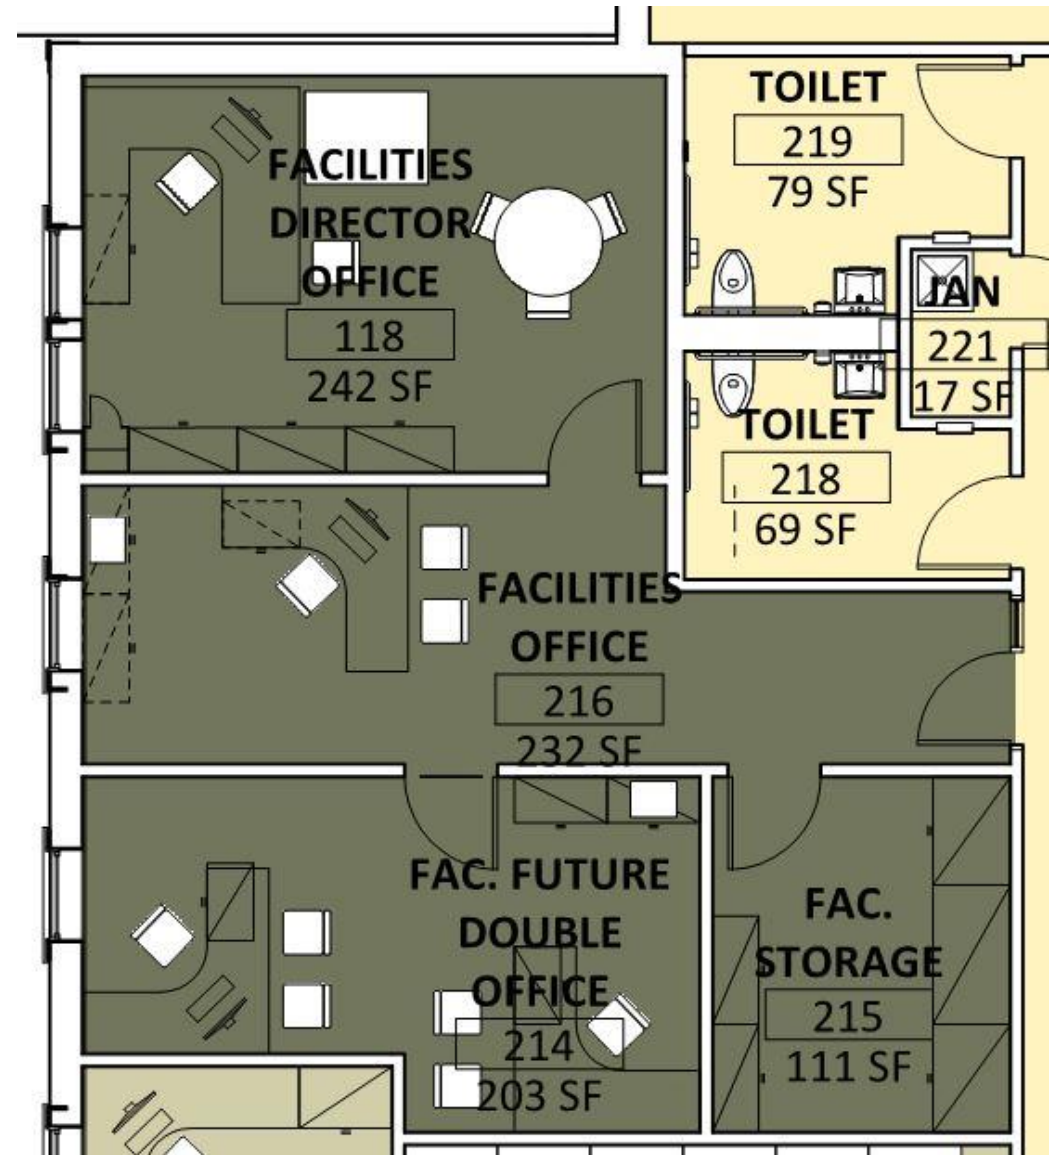 FACILITIES
DIRECTOR
OFFICE
118
242 SF
TOILET
219
79 SF
JAN
221
17 SF
TOILET
218
69 SF
FACILITIES
OFFICE
216
232 SF
FAC. FUTURE
DOUBLE
OFFICE
214
203 SF
FAC.
STORAGE
215
111 SF